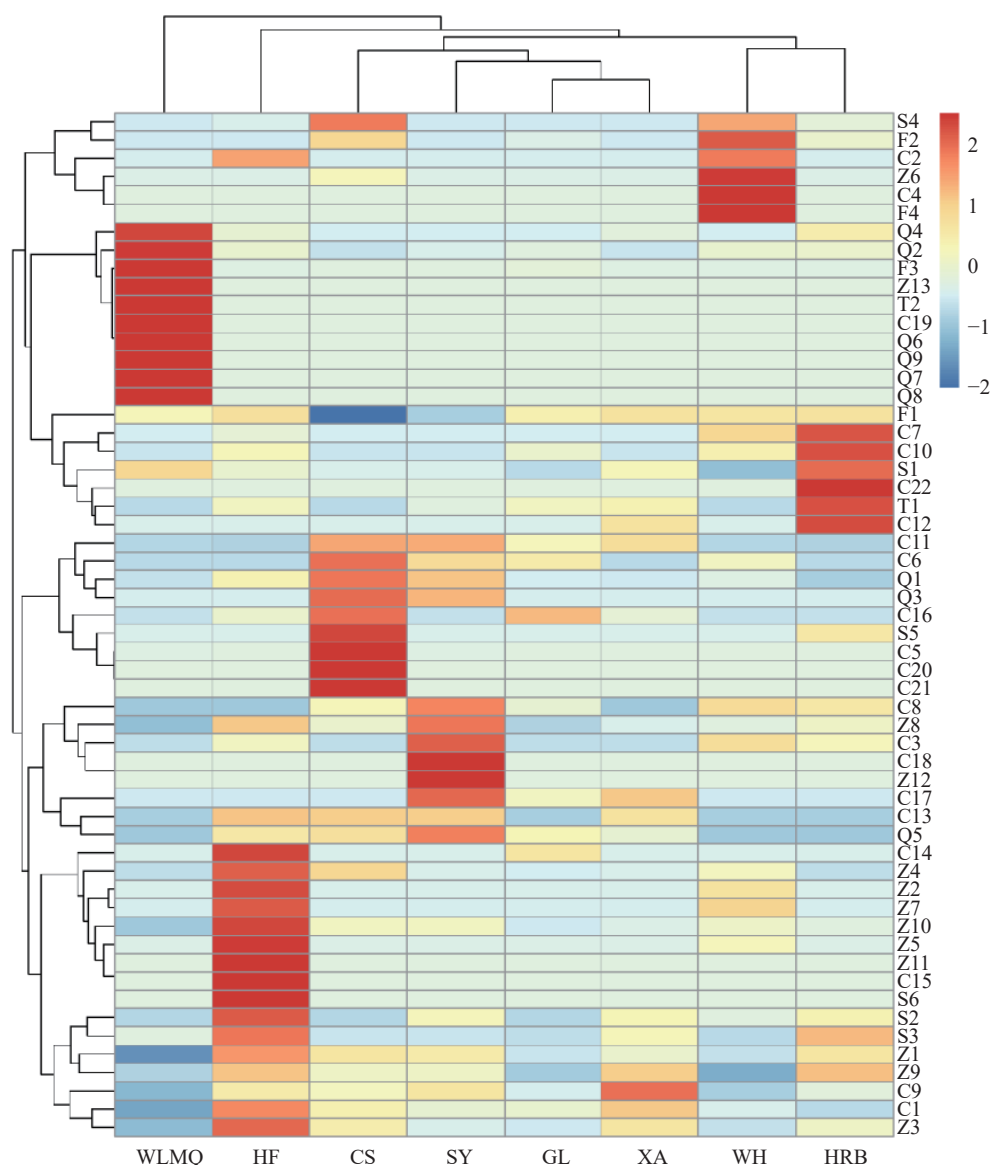 S4
F2
C2
Z6
C4
F4
Q4
Q2
F3
Z13
T2
C19
Q6
Q9
Q7
Q8
F1
C7
C10
S1
C22
T1
C12
C11
C6
Q1
Q3
C16
S5
C5
C20
C21
C8
Z8
C3
C18
Z12
C17
C13
Q5
C14
Z4
Z2
Z7
Z10
Z5
Z11
C15
S6
S2
S3
Z1
Z9
C9
C1
Z3
2
1
0
−1
−2
WLMQ HF CS SY GL XA WH HRB